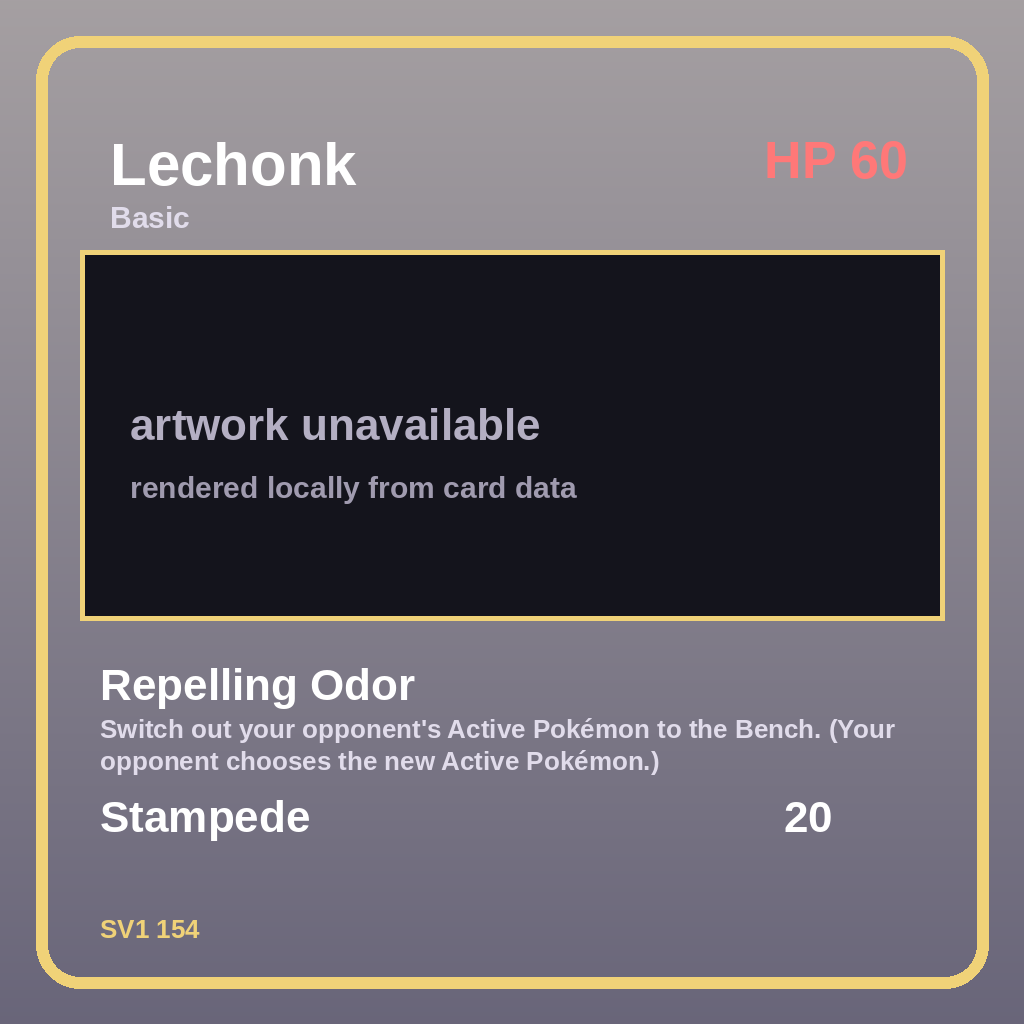 Lechonk
HP 60
Basic
artwork unavailable
rendered locally from card data
Repelling Odor
Switch out your opponent's Active Pokémon to the Bench. (Your
opponent chooses the new Active Pokémon.)
Stampede 20
SV1 154